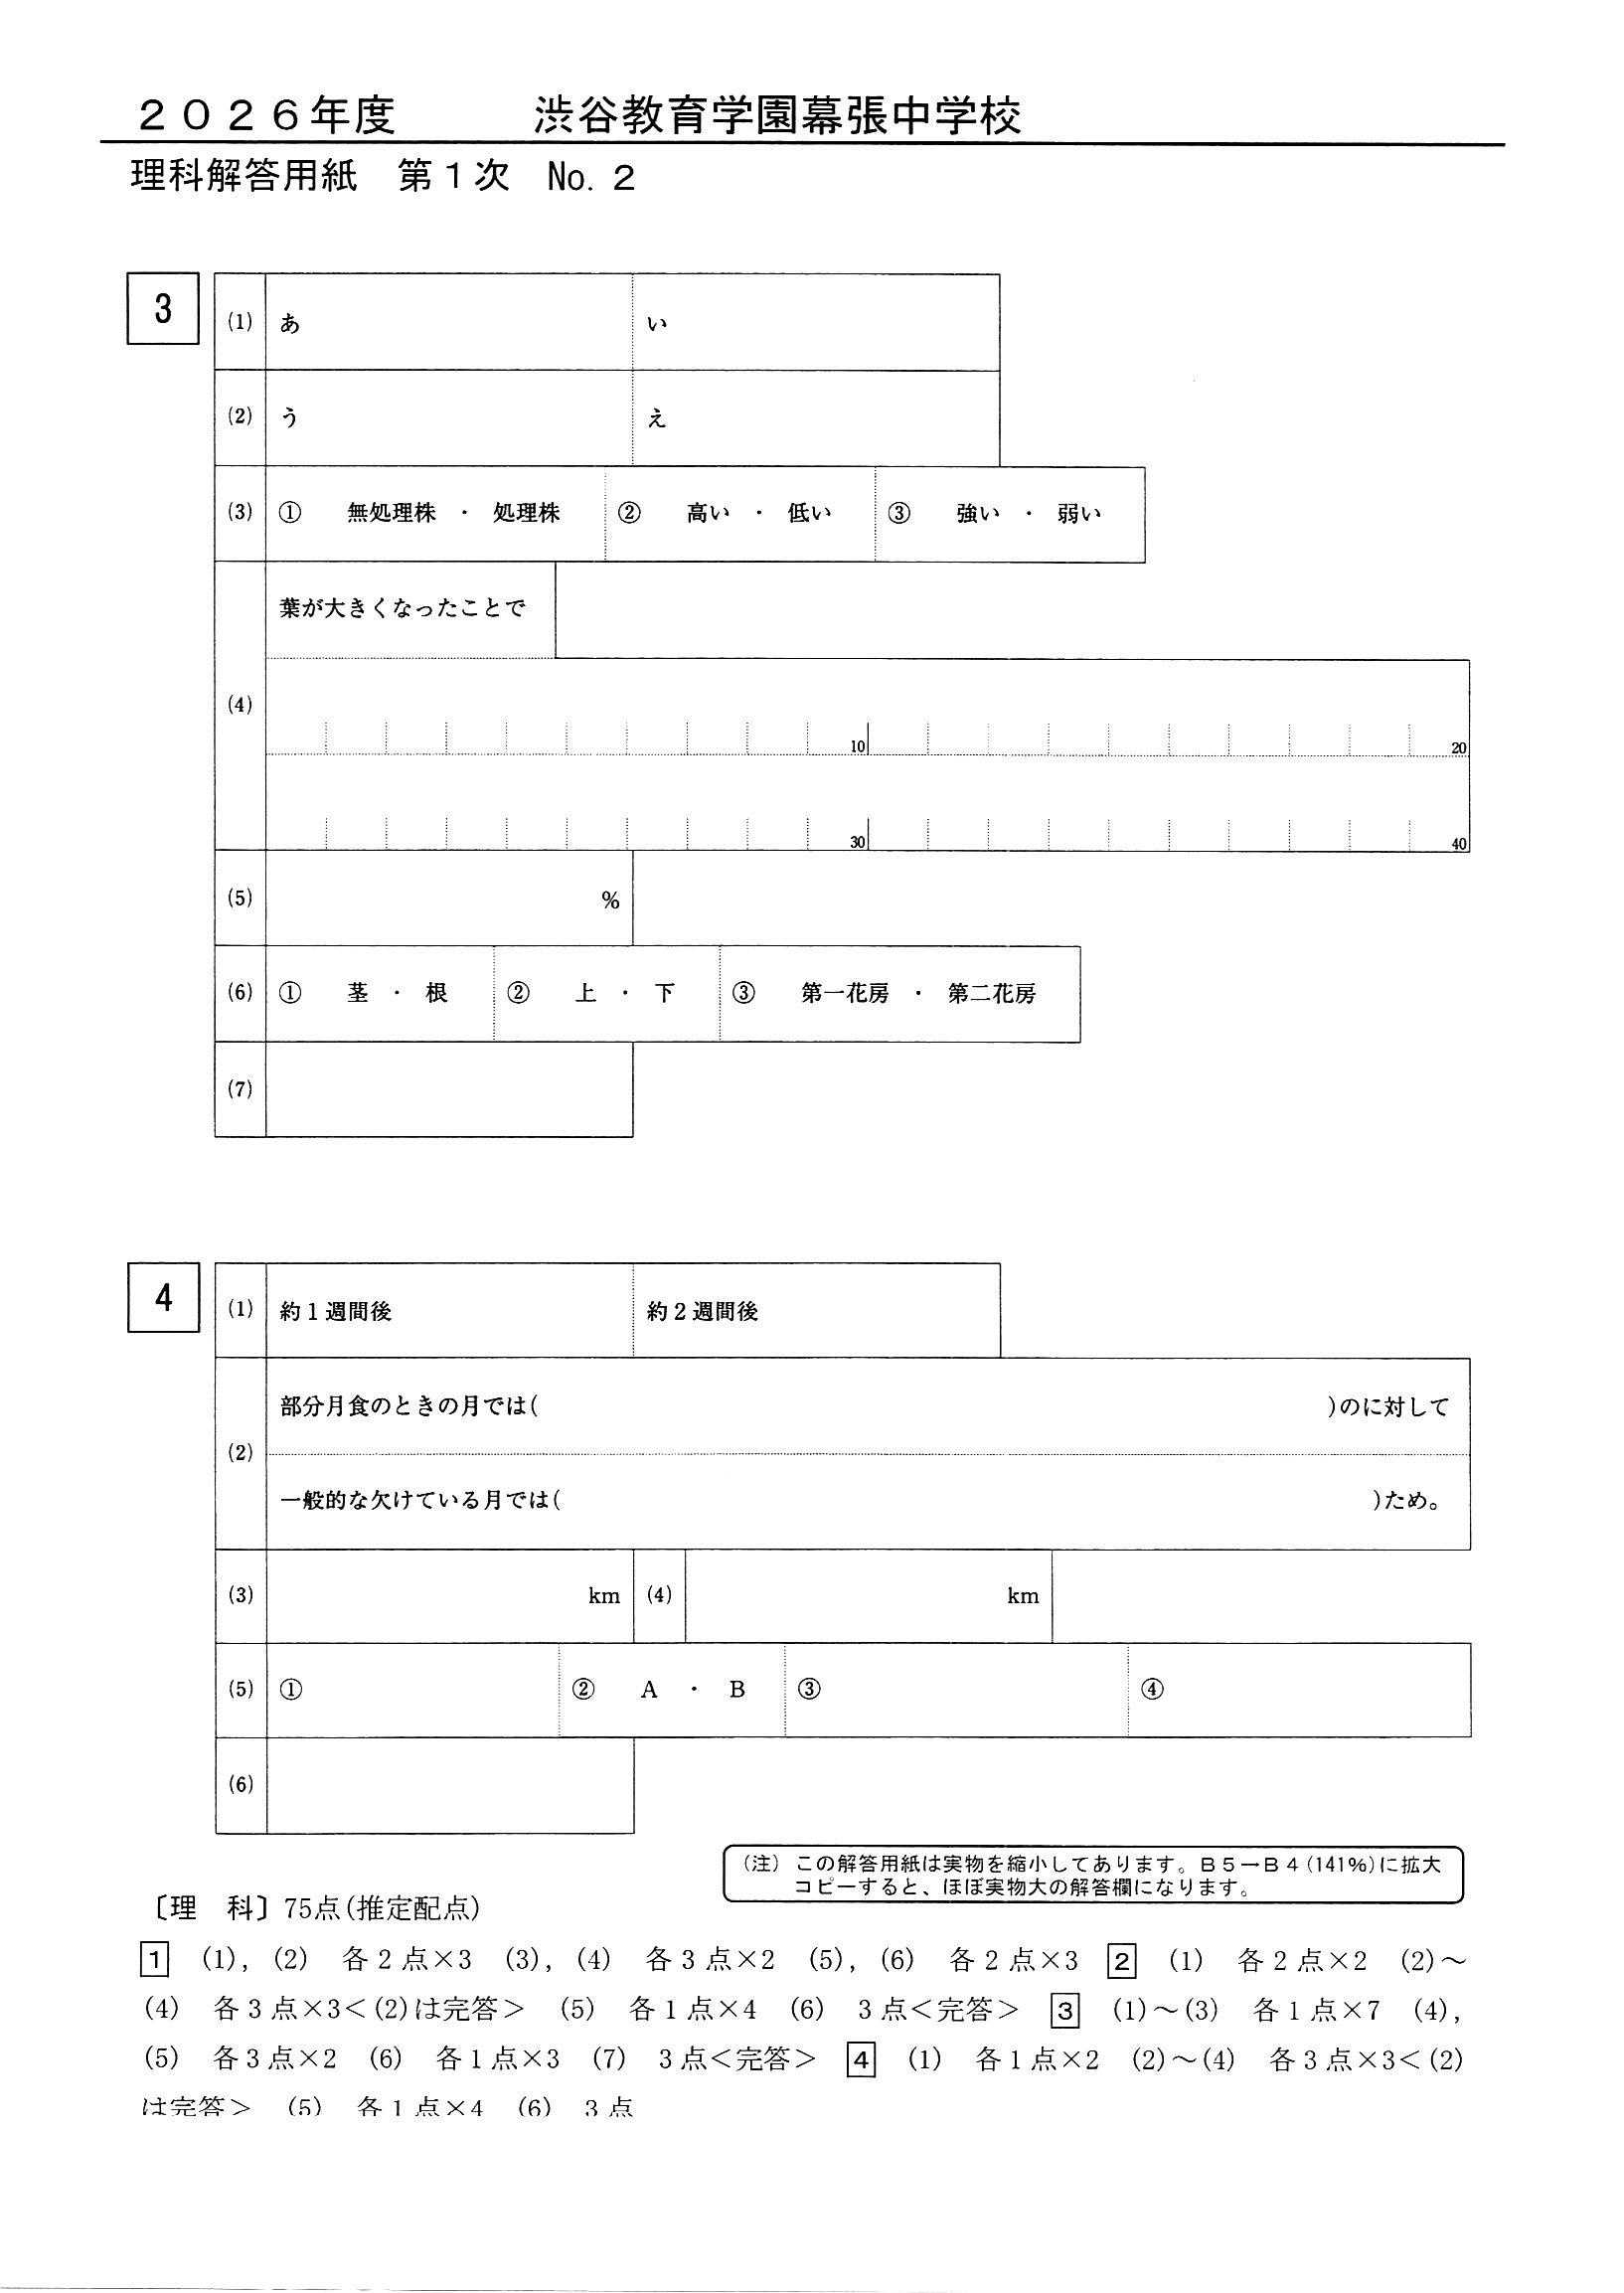 2026年度 渋谷教育学園幕張中学校
理科解答用紙 第1次 No.2
3
(1) あ い
(2) う え
(3) ① 無処理株 ・ 処理株 ② 高い ・ 低い ③ 強い ・ 弱い
(4) 葉が大きくなったことで
10 20
30 40
(5) %
(6) ① 茎 ・ 根 ② 上 ・ 下 ③ 第一花房 ・ 第二花房
(7)
4
(1) 約1週間後 約2週間後
(2) 部分月食のときの月では( )のに対して
一般的な欠けている月では( )ため。
(3) km (4) km
(5) ① ② A ・ B ③ ④
(6)
(注) この解答用紙は実物を縮小してあります。B5→B4(141%)に拡大
コピーすると、ほぼ実物大の解答欄になります。
〔理 科〕75点(推定配点)
1 (1), (2) 各2点×3 (3), (4) 各3点×2 (5), (6) 各2点×3 2 (1) 各2点×2 (2)〜
(4) 各3点×3<(2)は完答> (5) 各1点×4 (6) 3点<完答> 3 (1)〜(3) 各1点×7 (4),
(5) 各3点×2 (6) 各1点×3 (7) 3点<完答> 4 (1) 各1点×2 (2)〜(4) 各3点×3<(2)
は完答> (5) 各1点×4 (6) 3点